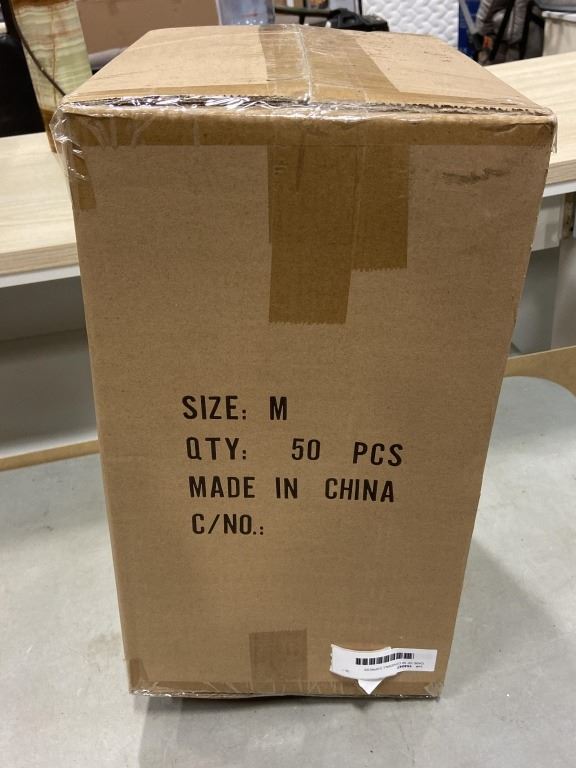 SIZE: M
QTY: 50 PCS
MADE IN CHINA
C/NO.: